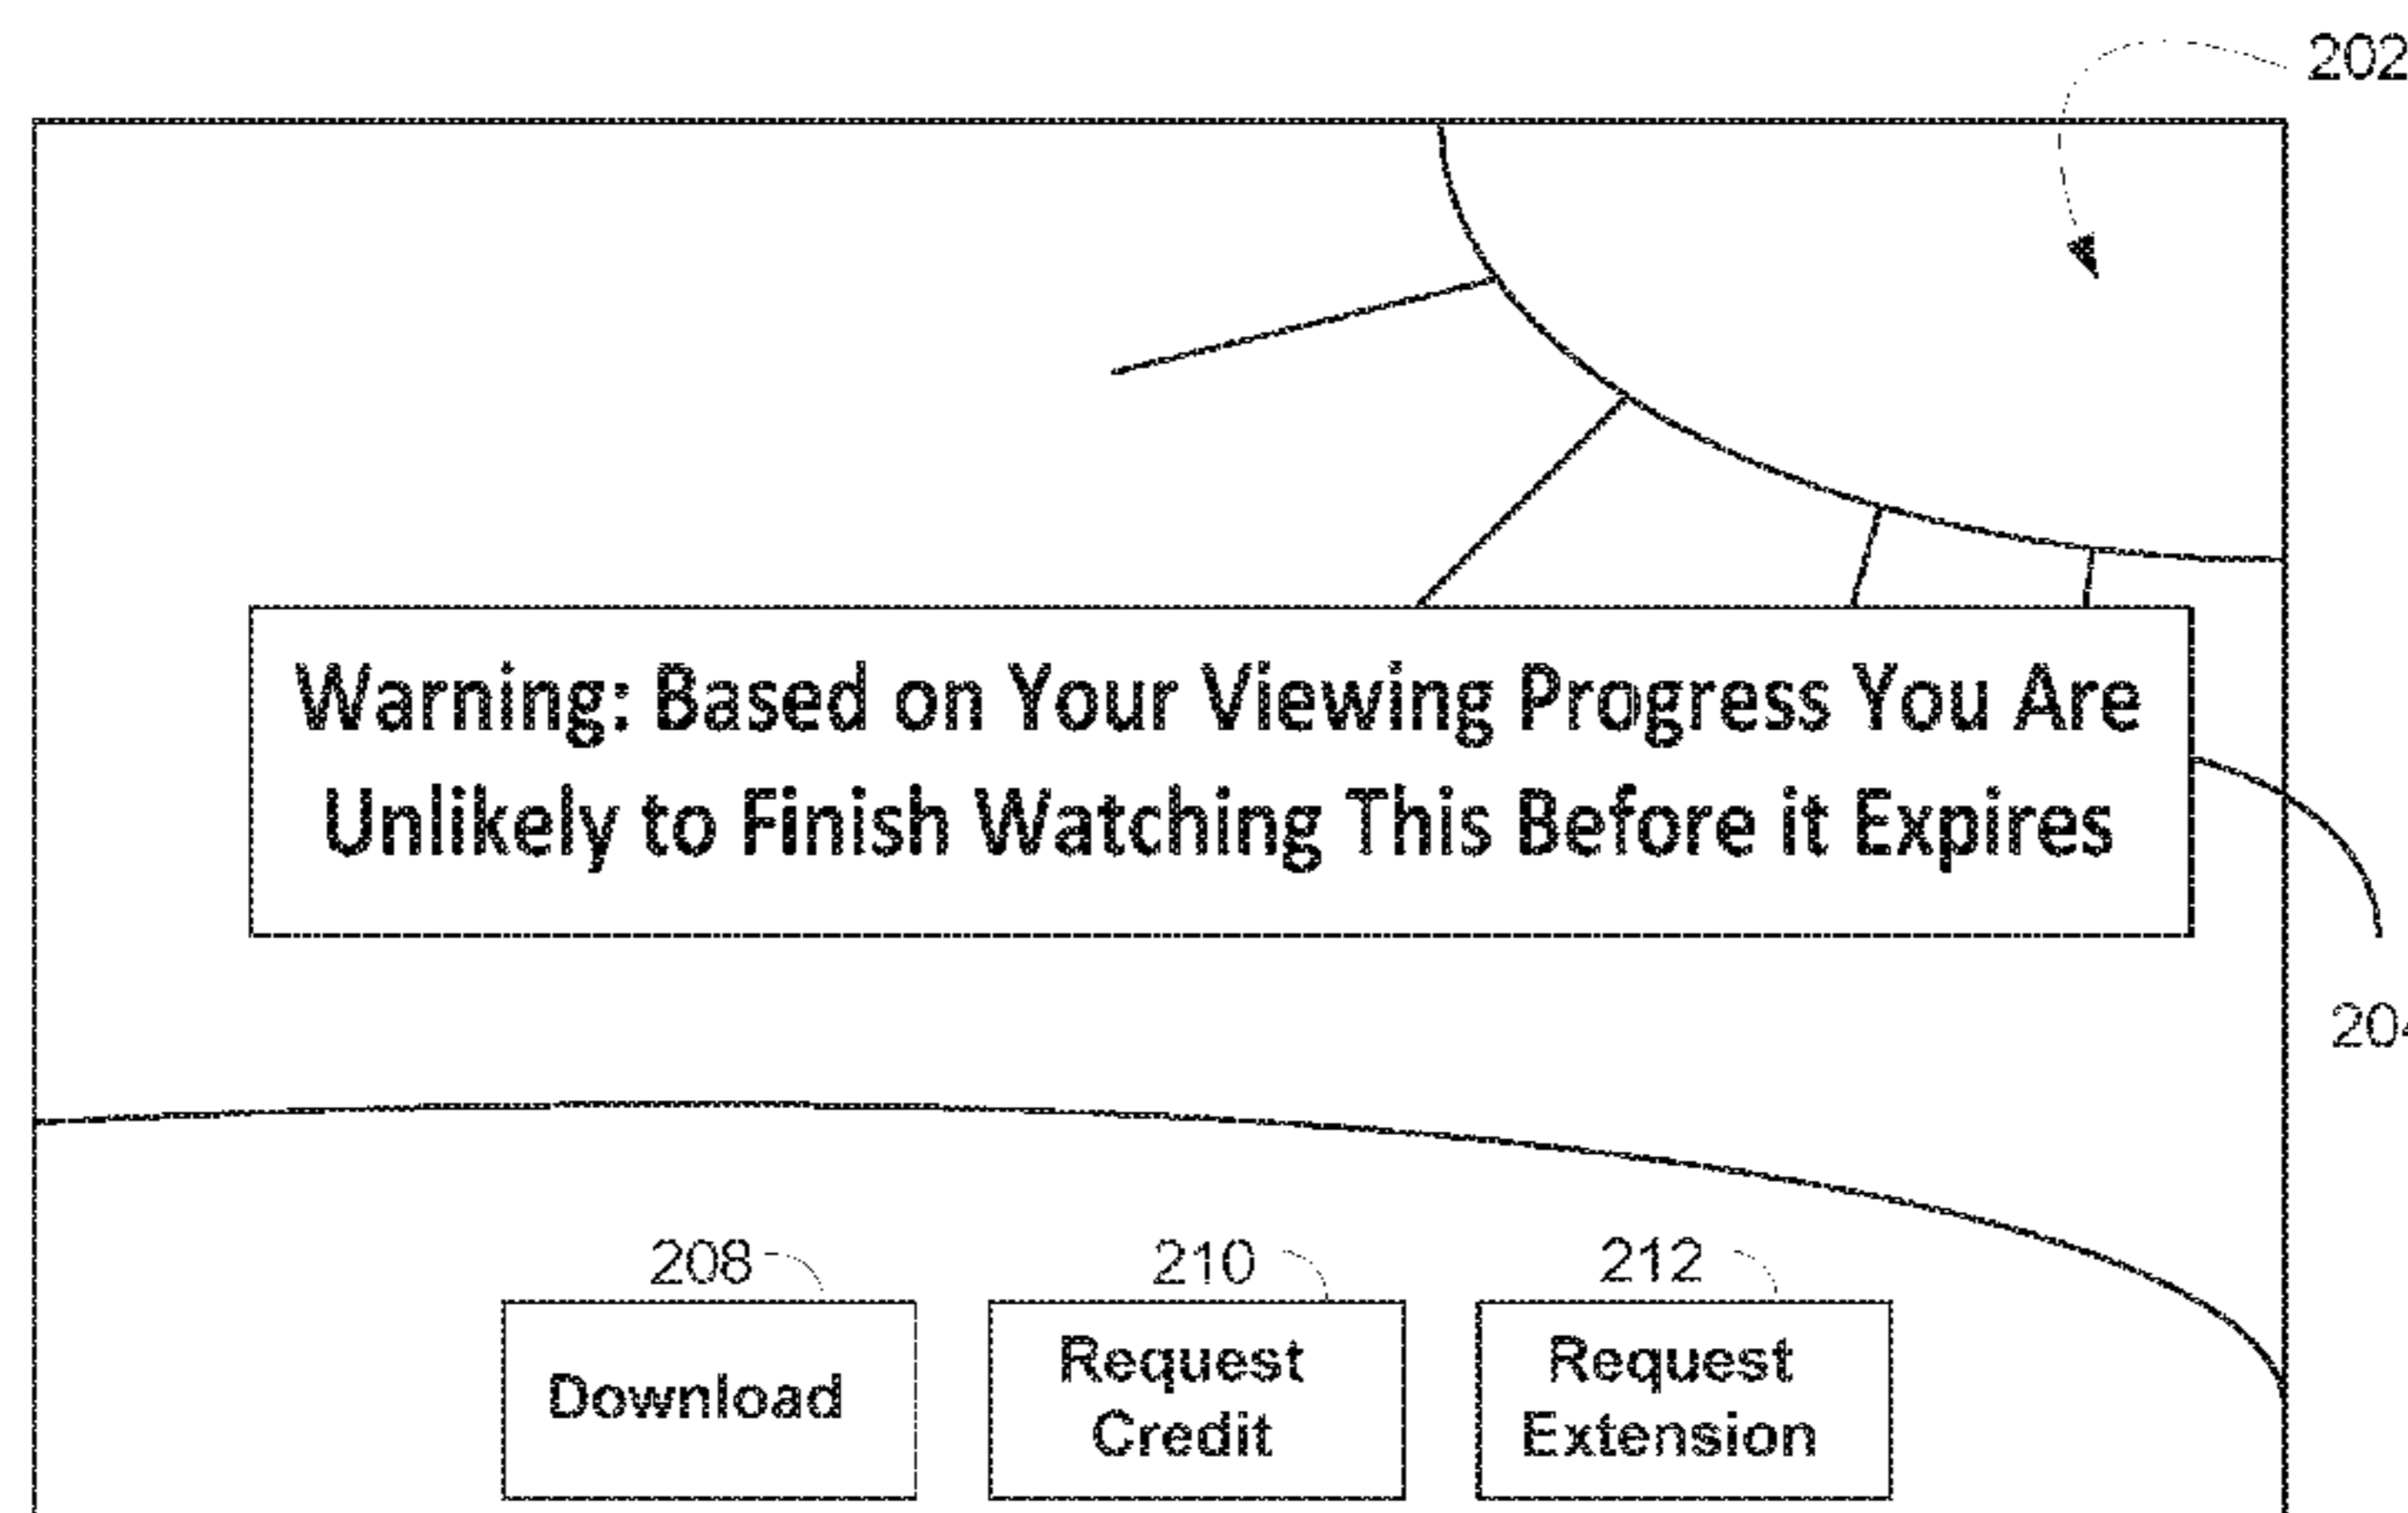 202
Warning: Based on Your Viewing Progress You Are
Unlikely to Finish Watching This Before it Expires
204
208
210
212
Download
Request
Credit
Request
Extension